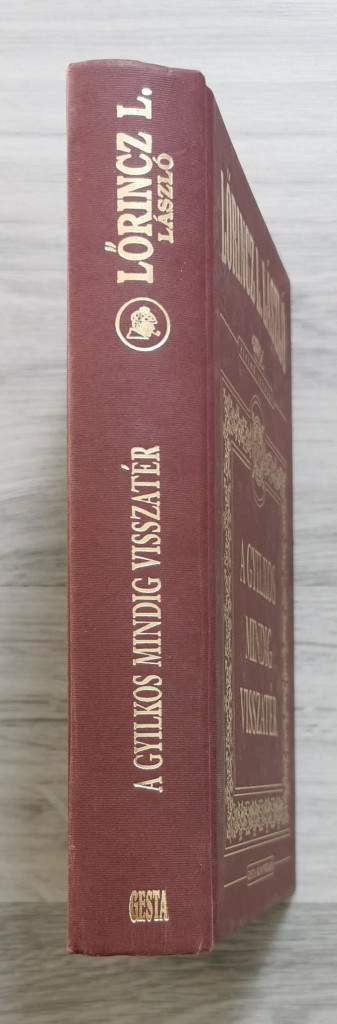 LŐRINCZ L.
LÁSZLÓ
A GYILKOS MINDIG VISSZATÉR
GESTA
LŐRINCZ L. LÁSZLÓ
A GYILKOS
MINDIG
VISSZATÉR